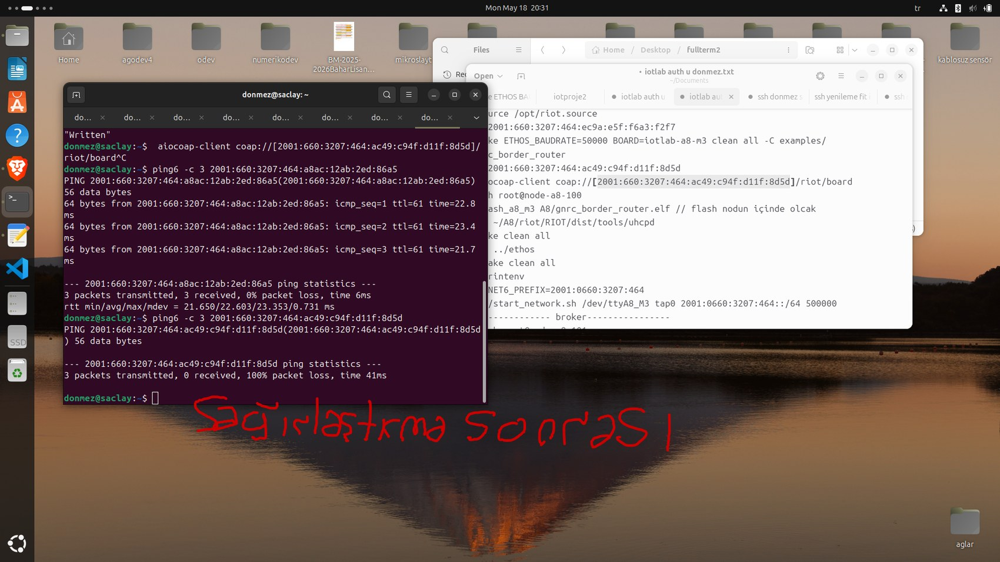 Mon May 18 20:31
tr
Home
agodev4
odev
numerikodev
BM-2025-
2026BaharLisan...
mikroslayt
kablosuz sensör
Files
Home / Desktop / fullterm2
Rec
Open
• iotlab auth u donmez.txt
~/Documents
e ETHOS BA
iotproje2
iotlab auth u
iotlab au
ssh donmez s
ssh yenileme fit
ssh
urce /opt/riot.source
2001:660:3207:464:ec9a:e5f:f6a3:f2f7
ke ETHOS_BAUDRATE=50000 BOARD=iotlab-a8-m3 clean all -C examples/
c_border_router
2001:660:3207:464:ac49:c94f:d11f:8d5d
ocoap-client coap://[2001:660:3207:464:ac49:c94f:d11f:8d5d]/riot/board
h root@node-a8-100
ash_a8_m3 A8/gnrc_border_router.elf // flash nodun içinde olcak
~/A8/riot/RIOT/dist/tools/uhcpd
ke clean all
../ethos
ake clean all
rintenv
NET6_PREFIX=2001:0660:3207:464
/start_network.sh /dev/ttyA8_M3 tap0 2001:0660:3207:464::/64 500000
------------ broker----------------
donmez@saclay: ~
do... do... do... do... do... do... do... do...
"Written"
donmez@saclay:~$  aiocoap-client coap://[2001:660:3207:464:ac49:c94f:d11f:8d5d]/
riot/board^C
donmez@saclay:~$ ping6 -c 3 2001:660:3207:464:a8ac:12ab:2ed:86a5
PING 2001:660:3207:464:a8ac:12ab:2ed:86a5(2001:660:3207:464:a8ac:12ab:2ed:86a5)
56 data bytes
64 bytes from 2001:660:3207:464:a8ac:12ab:2ed:86a5: icmp_seq=1 ttl=61 time=22.8
ms
64 bytes from 2001:660:3207:464:a8ac:12ab:2ed:86a5: icmp_seq=2 ttl=61 time=23.4
ms
64 bytes from 2001:660:3207:464:a8ac:12ab:2ed:86a5: icmp_seq=3 ttl=61 time=21.7
ms
--- 2001:660:3207:464:a8ac:12ab:2ed:86a5 ping statistics ---
3 packets transmitted, 3 received, 0% packet loss, time 6ms
rtt min/avg/max/mdev = 21.650/22.603/23.353/0.731 ms
donmez@saclay:~$ ping6 -c 3 2001:660:3207:464:ac49:c94f:d11f:8d5d
PING 2001:660:3207:464:ac49:c94f:d11f:8d5d(2001:660:3207:464:ac49:c94f:d11f:8d5d
) 56 data bytes
--- 2001:660:3207:464:ac49:c94f:d11f:8d5d ping statistics ---
3 packets transmitted, 0 received, 100% packet loss, time 41ms
donmez@saclay:~$
Sağırlaştırma sonrası
SSD
aglar